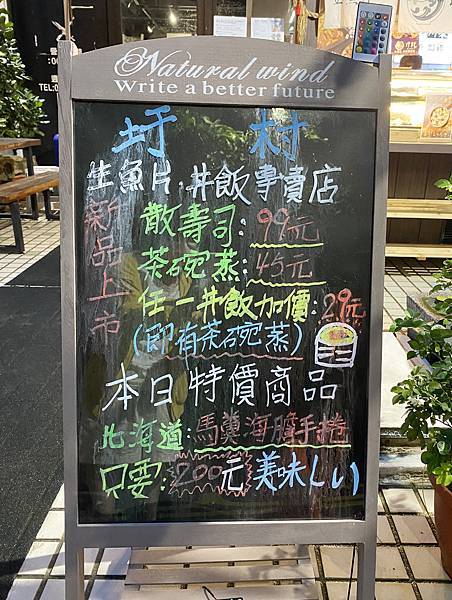 Natural wind
Write a better future
圩村
生魚片.丼飯專賣店
新品上市
散壽司:99元
茶碗蒸:45元
任一丼飯加價:29元
(即有茶碗蒸)
本日特價商品
北海道:馬糞海膽手捲
只要:200元美味しい
TEL:0